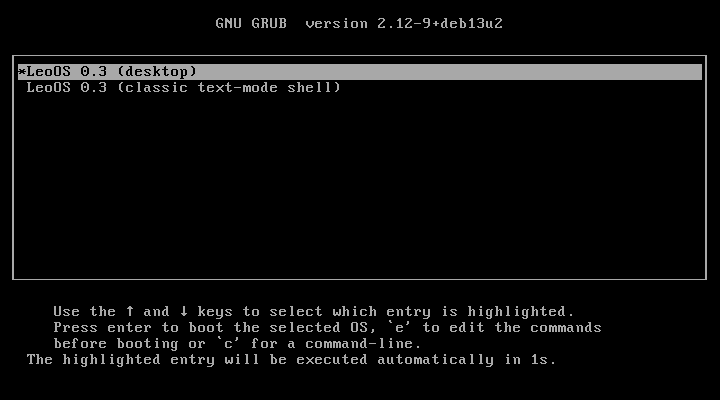 GNU GRUB  version 2.12-9+deb13u2
*LeoOS 0.3 (desktop)
LeoOS 0.3 (classic text-mode shell)
Use the ↑ and ↓ keys to select which entry is highlighted.
Press enter to boot the selected OS, `e' to edit the commands
before booting or `c' for a command-line.
The highlighted entry will be executed automatically in 1s.